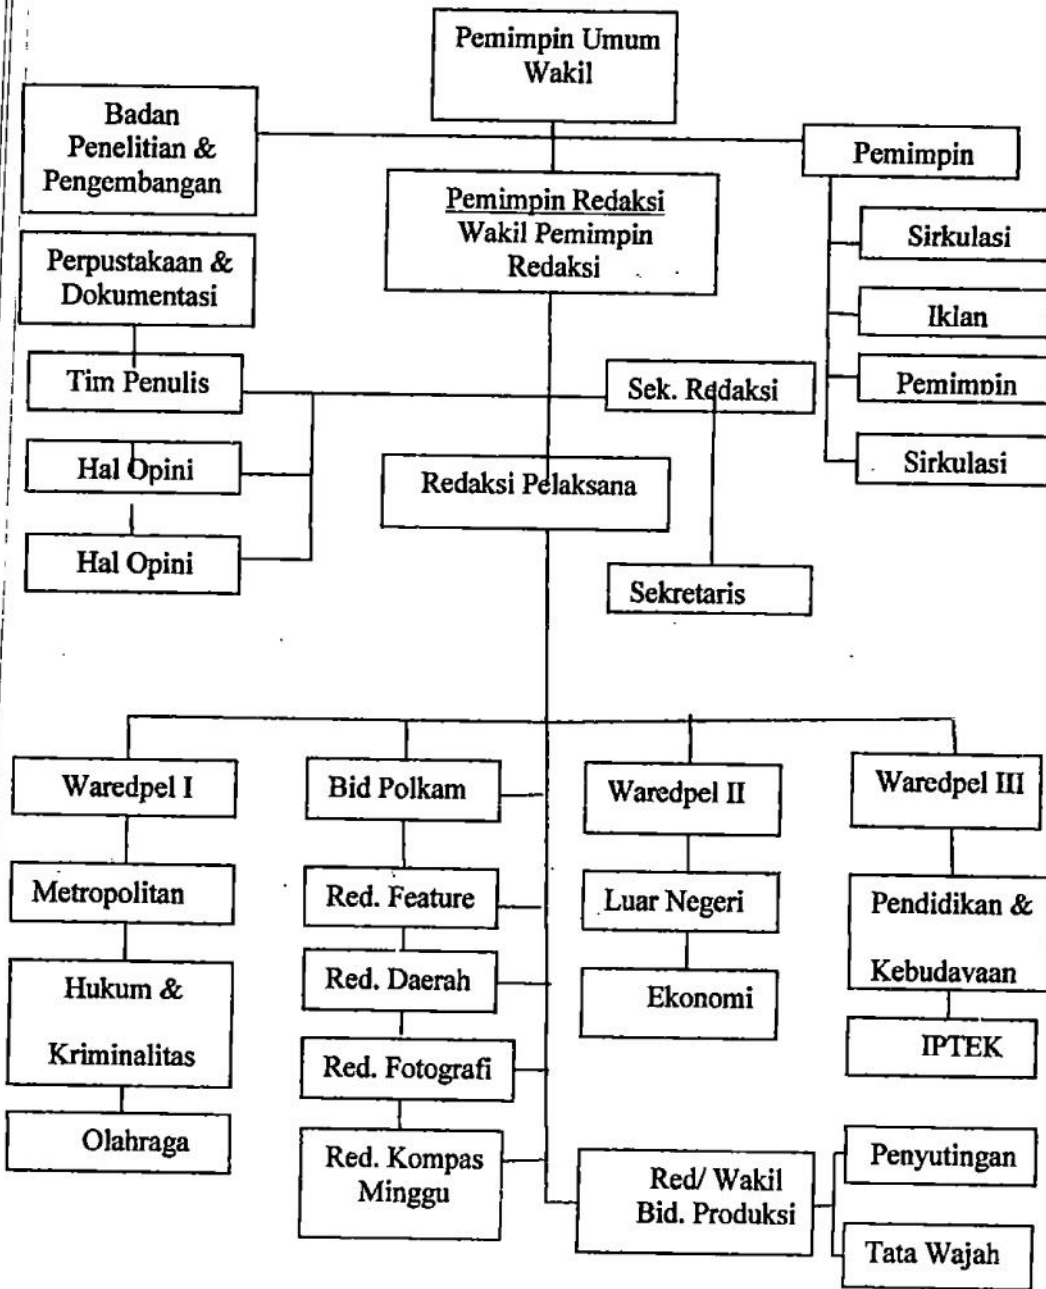 Pemimpin Umum
Wakil
Badan
Penelitian &
Pengembangan
Pemimpin
Pemimpin Redaksi
Wakil Pemimpin
Redaksi
Sirkulasi
Perpustakaan &
Dokumentasi
Iklan
Tim Penulis
Sek. Redaksi
Pemimpin
Hal Opini
Redaksi Pelaksana
Sirkulasi
Hal Opini
Sekretaris
Waredpel I
Bid Polkam
Waredpel II
Waredpel III
Metropolitan
Red. Feature
Luar Negeri
Pendidikan &
Kebudayaan
Hukum &
Kriminalitas
Red. Daerah
Ekonomi
IPTEK
Red. Fotografi
Olahraga
Red. Kompas
Minggu
Red/ Wakil
Bid. Produksi
Penyutingan
Tata Wajah